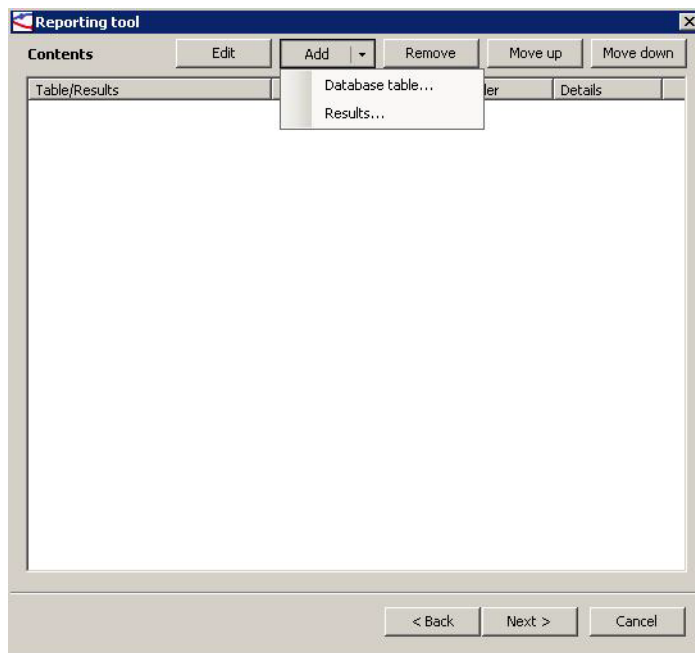 Reporting tool
Contents Edit Add Remove Move up Move down
Database table...
Results...
Table/Results Details
< Back Next > Cancel